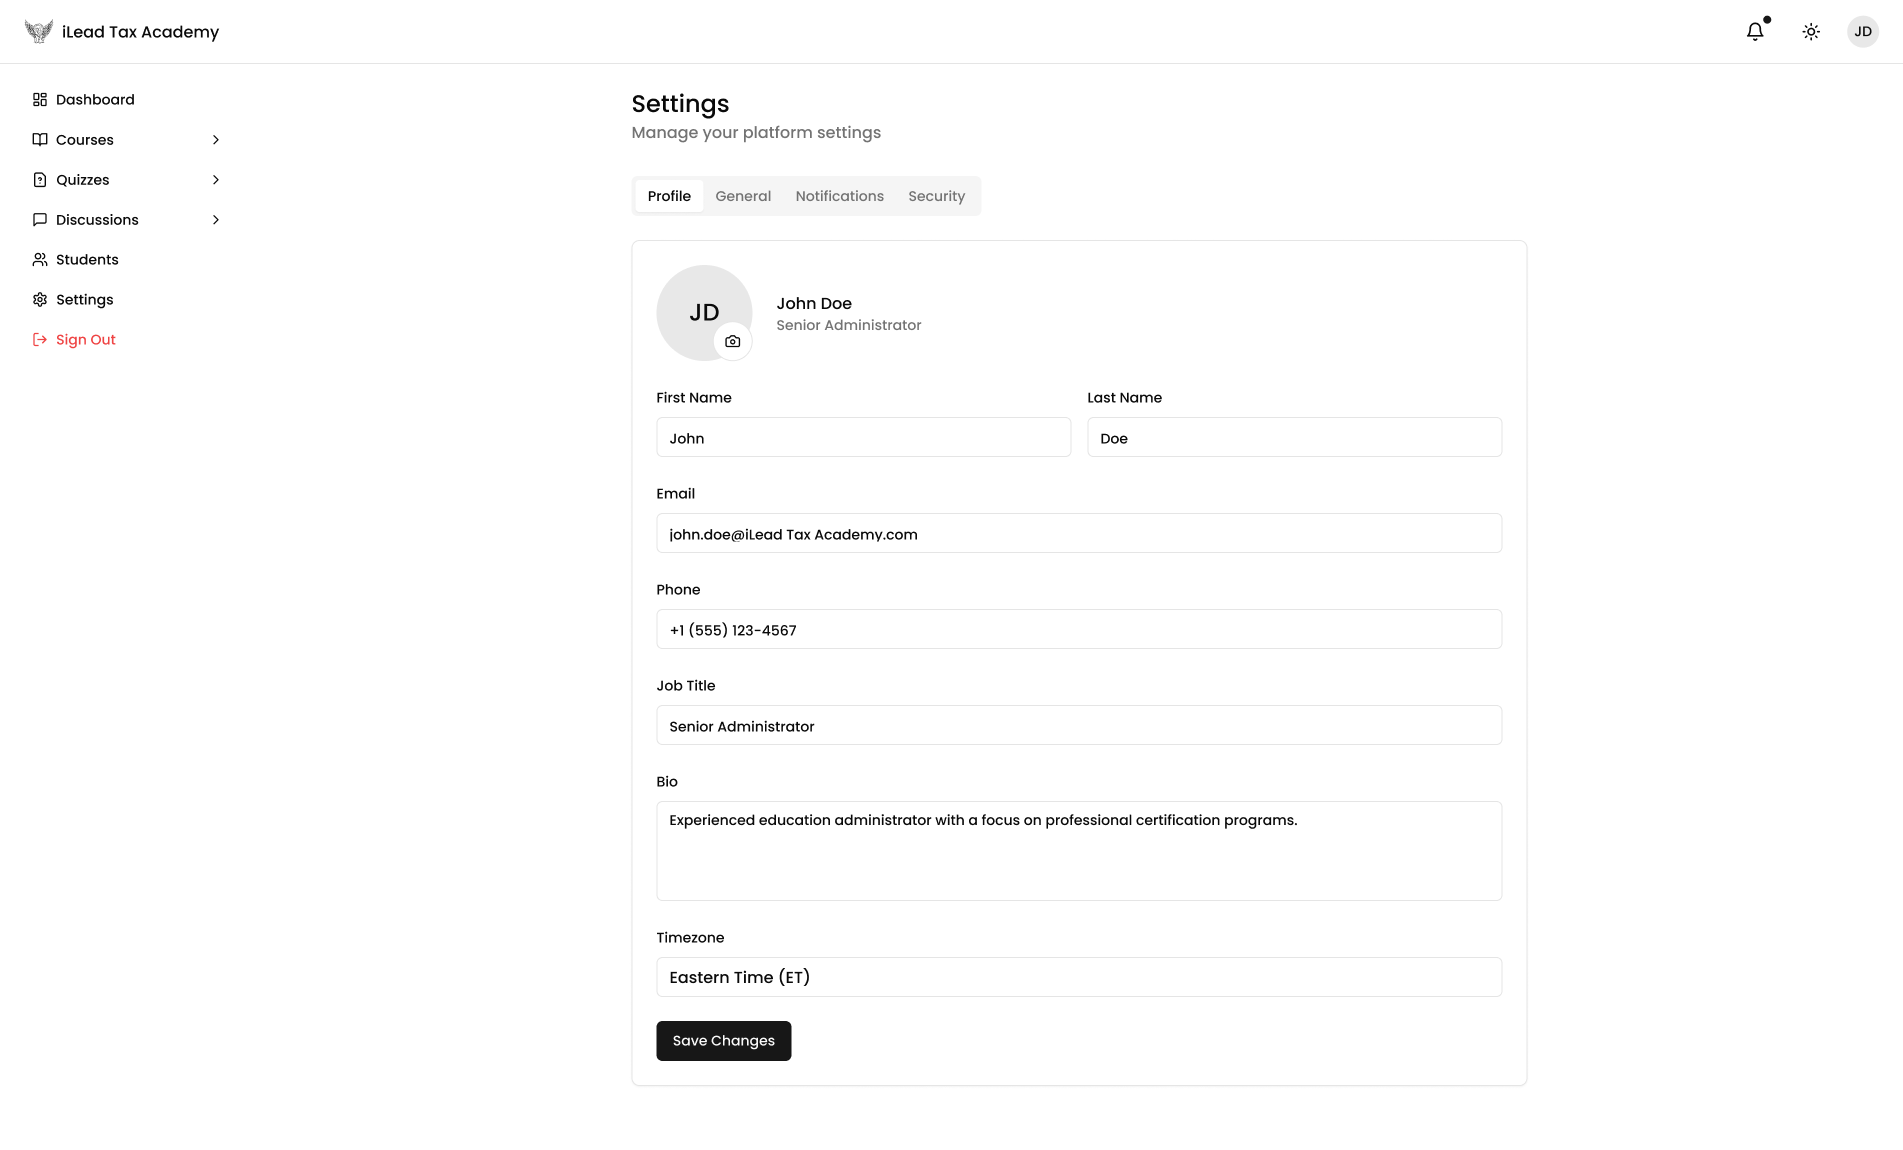 iLead Tax Academy
JD
Dashboard
Courses
Quizzes
Discussions
Students
Settings
Sign Out
Settings
Manage your platform settings
Profile General Notifications Security
JD
John Doe
Senior Administrator
First Name
John
Last Name
Doe
Email
john.doe@iLead Tax Academy.com
Phone
+1 (555) 123-4567
Job Title
Senior Administrator
Bio
Experienced education administrator with a focus on professional certification programs.
Timezone
Eastern Time (ET)
Save Changes